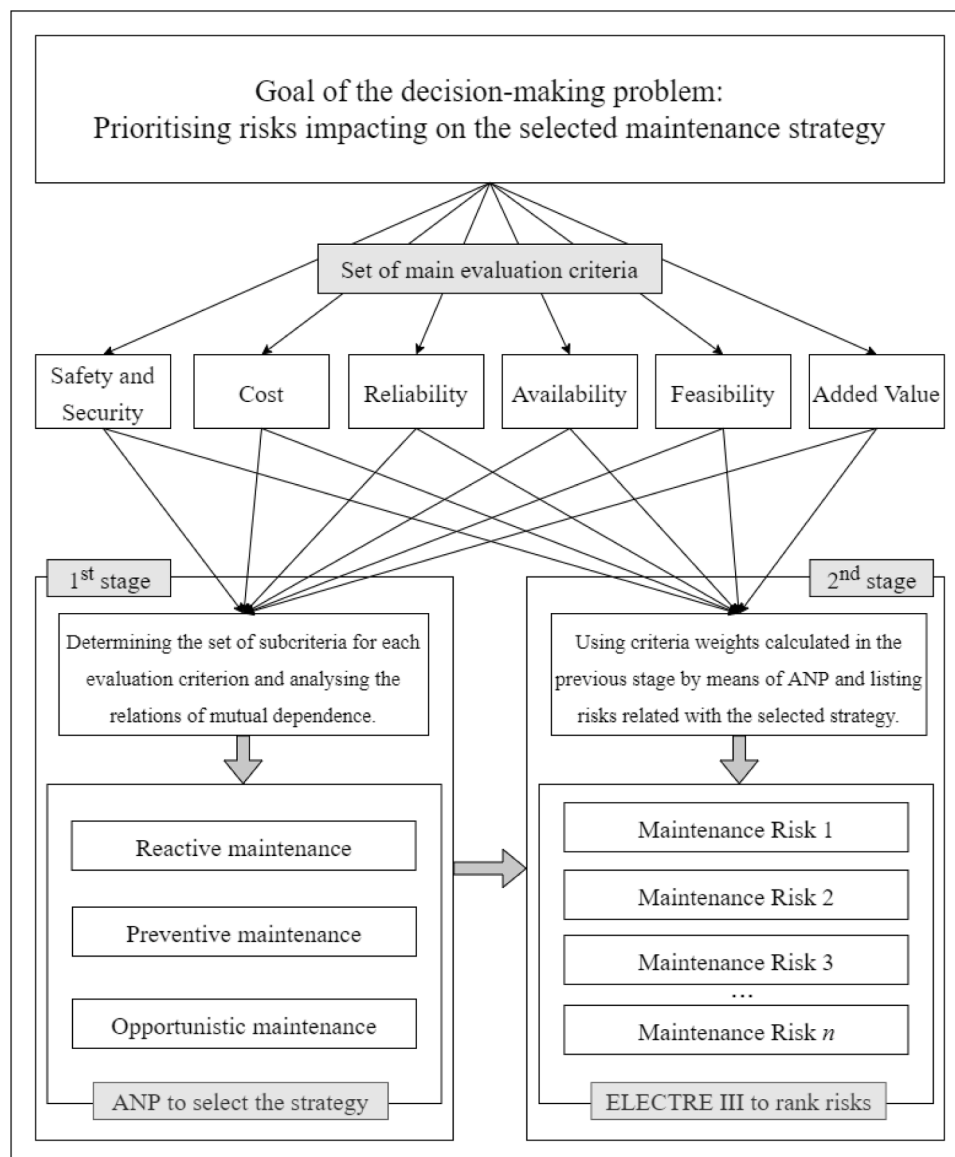 Goal of the decision-making problem:
Prioritising risks impacting on the selected maintenance strategy
Set of main evaluation criteria
Safety and
Security
Cost
Reliability
Availability
Feasibility
Added Value
1st stage
Determining the set of subcriteria for each
evaluation criterion and analysing the
relations of mutual dependence.
Reactive maintenance
Preventive maintenance
Opportunistic maintenance
ANP to select the strategy
2nd stage
Using criteria weights calculated in the
previous stage by means of ANP and listing
risks related with the selected strategy.
Maintenance Risk 1
Maintenance Risk 2
Maintenance Risk 3
...
Maintenance Risk n
ELECTRE III to rank risks